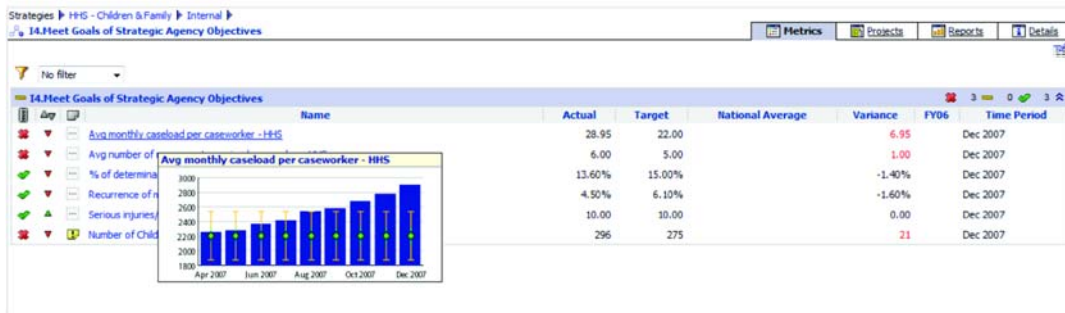 Strategies HHS - Children & Family Internal
I4.Meet Goals of Strategic Agency Objectives Metrics Projects Reports Details
No filter
I4.Meet Goals of Strategic Agency Objectives 3 0 3
Name Actual Target National Average Variance FY06 Time Period
Avg monthly caseload per caseworker - HHS 28.95 22.00 6.95 Dec 2007
Avg number of 6.00 5.00 1.00 Dec 2007
% of determina 13.60% 15.00% -1.40% Dec 2007
Recurrence of 4.50% 6.10% -1.60% Dec 2007
Serious injuries/ 10.00 10.00 0.00 Dec 2007
Number of Child 296 275 21 Dec 2007
Avg monthly caseload per caseworker - HHS
3000
2800
2600
2400
2200
2000
1800
Apr 2007 Jun 2007 Aug 2007 Oct 2007 Dec 2007